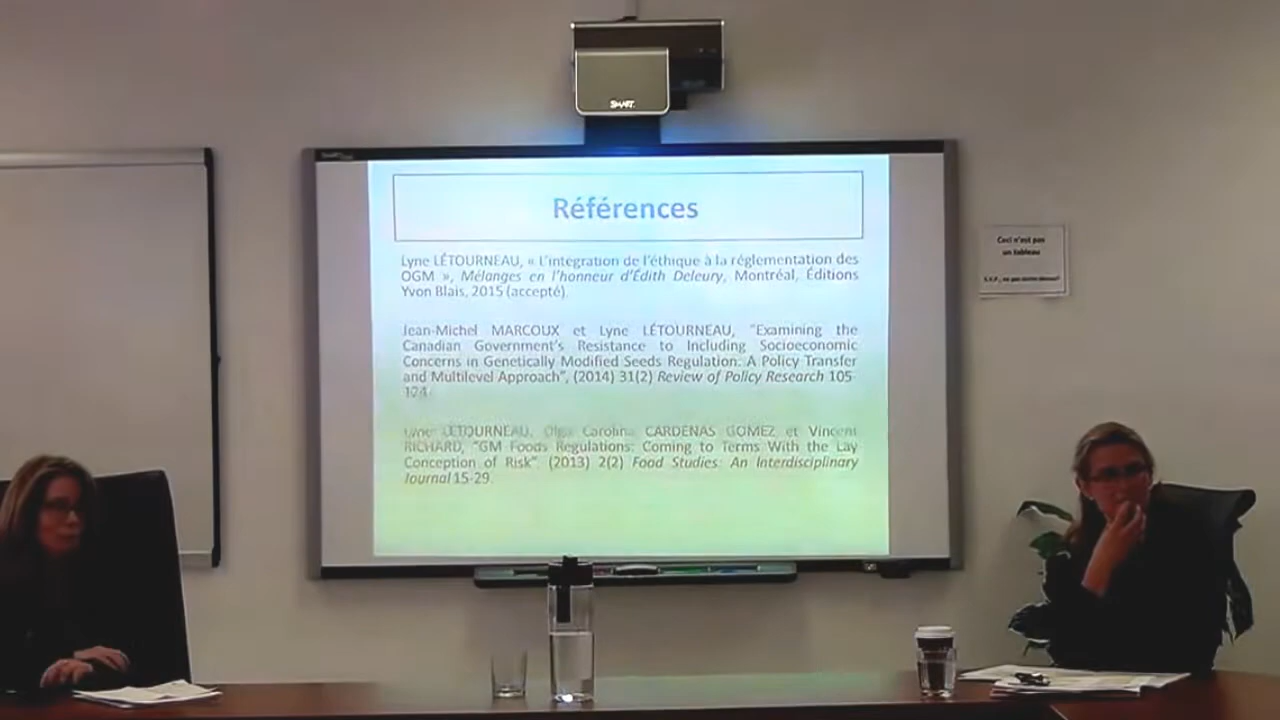 SMART
Références
Lyne LÉTOURNEAU, « L'intégration de l'éthique à la réglementation des
OGM », Mélanges en l'honneur d'Édith Deleury, Montréal, Éditions
Yvon Blais, 2015 (accepté).
Jean-Michel MARCOUX et Lyne LÉTOURNEAU, "Examining the
Canadian Government's Resistance to Including Socioeconomic
Concerns in Genetically Modified Seeds Regulation: A Policy Transfer
and Multilevel Approach", (2014) 31(2) Review of Policy Research 105-
124.
Lyne LÉTOURNEAU, Olga Carolina CARDENAS GOMEZ et Vincent
RICHARD, "GM Foods Regulations: Coming to Terms With the Lay
Conception of Risk". (2013) 2(2) Food Studies: An Interdisciplinary
Journal 15-29.
Ceci n'est pas
un tableau
S.V.P., ne pas